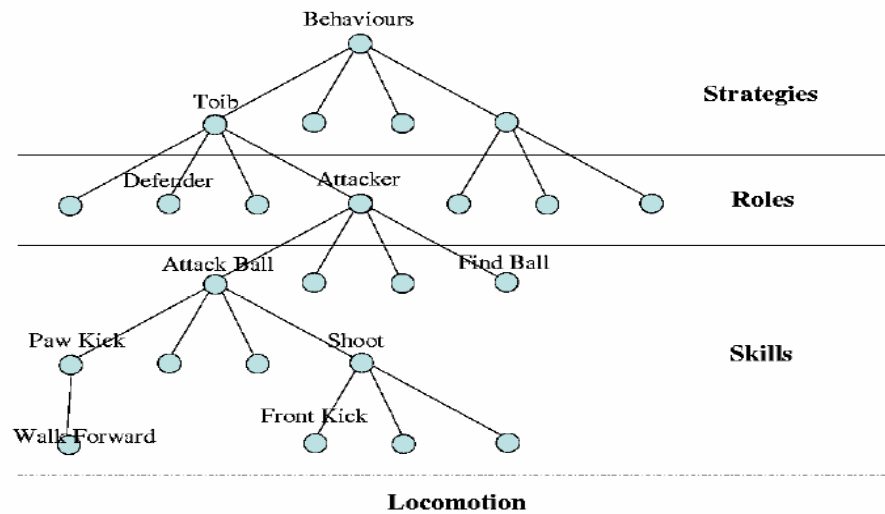 Behaviours
Strategies
Toib
Defender
Attacker
Roles
Attack Ball
Find Ball
Paw Kick
Shoot
Skills
Front Kick
Walk Forward
Locomotion